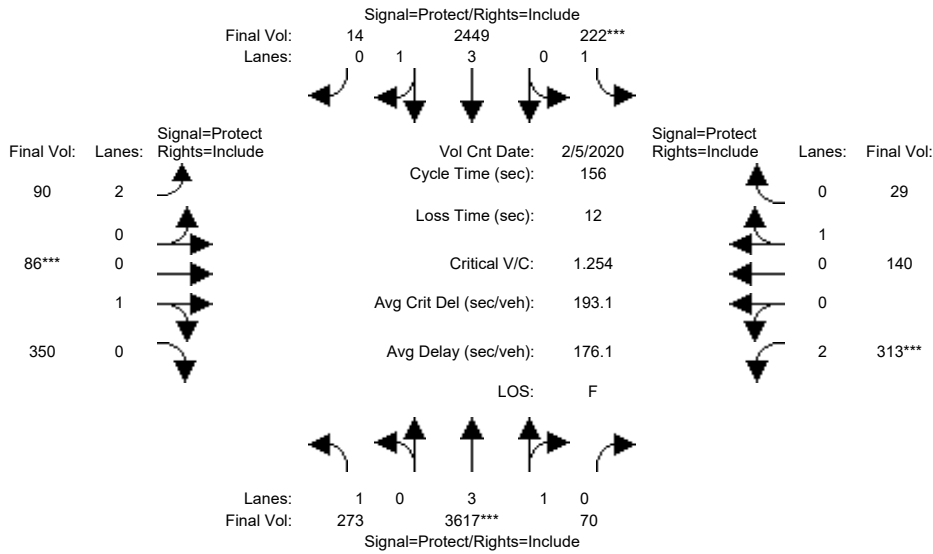 Signal=Protect/Rights=Include
Final Vol: 14 2449 222***
Lanes: 0 1 3 0 1
Signal=Protect
Final Vol: Lanes: Rights=Include
Vol Cnt Date: 2/5/2020
Signal=Protect
Rights=Include Lanes: Final Vol:
Cycle Time (sec): 156
90 2
0 29
Loss Time (sec): 12
0
1
86*** 0
Critical V/C: 1.254
0 140
1
Avg Crit Del (sec/veh): 193.1
0
350 0
Avg Delay (sec/veh): 176.1
2 313***
LOS: F
Lanes: 1 0 3 1 0
Final Vol: 273 3617*** 70
Signal=Protect/Rights=Include